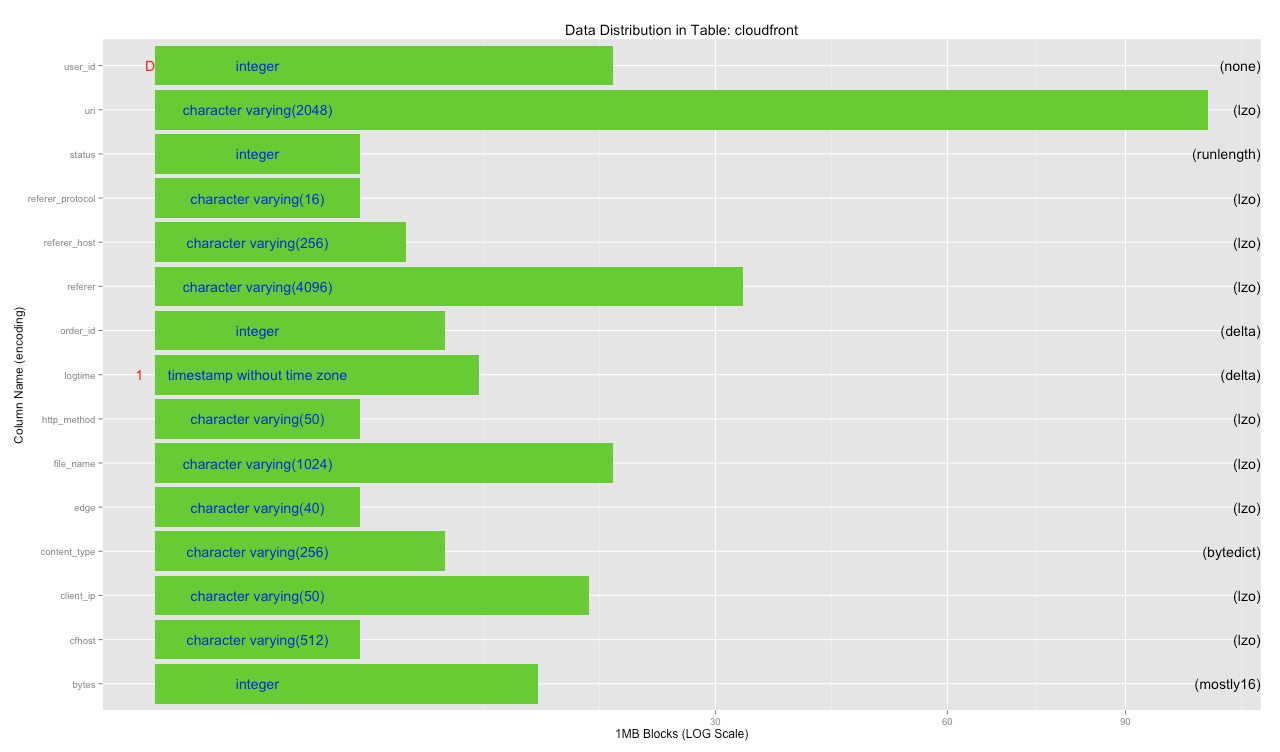 Data Distribution in Table: cloudfront
Column Name (encoding)
user_id D integer (none)
uri character varying(2048) (lzo)
status integer (runlength)
referer_protocol character varying(16) (lzo)
referer_host character varying(256) (lzo)
referer character varying(4096) (lzo)
order_id integer (delta)
logtime 1 timestamp without time zone (delta)
http_method character varying(50) (lzo)
file_name character varying(1024) (lzo)
edge character varying(40) (lzo)
content_type character varying(256) (bytedict)
client_ip character varying(50) (lzo)
cfhost character varying(512) (lzo)
bytes integer (mostly16)
30 60 90
1MB Blocks (LOG Scale)